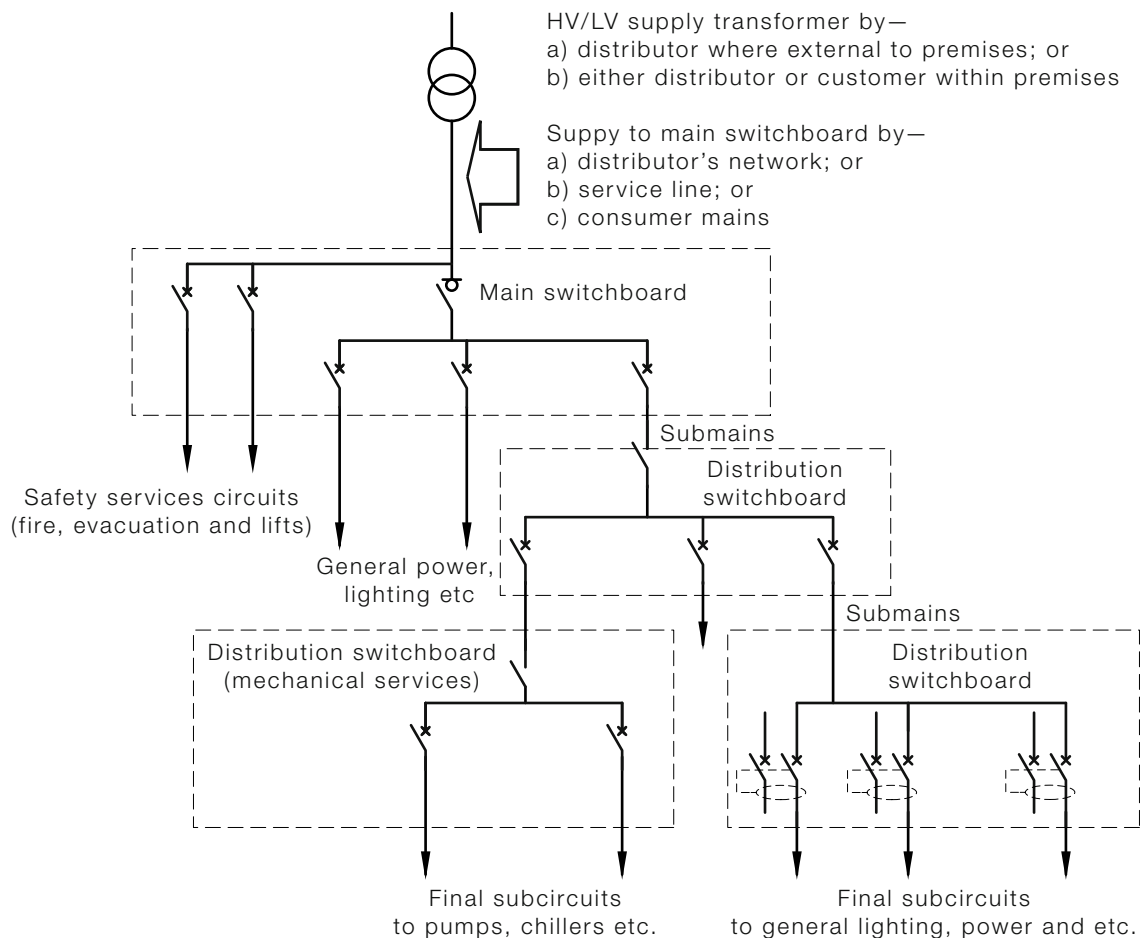 HV/LV supply transformer by—
a) distributor where external to premises; or
b) either distributor or customer within premises
Suppy to main switchboard by—
a) distributor's network; or
b) service line; or
c) consumer mains
Main switchboard
Submains
Distribution
switchboard
Safety services circuits
(fire, evacuation and lifts)
General power,
lighting etc
Submains
Distribution switchboard
(mechanical services)
Distribution
switchboard
Final subcircuits
to pumps, chillers etc.
Final subcircuits
to general lighting, power and etc.